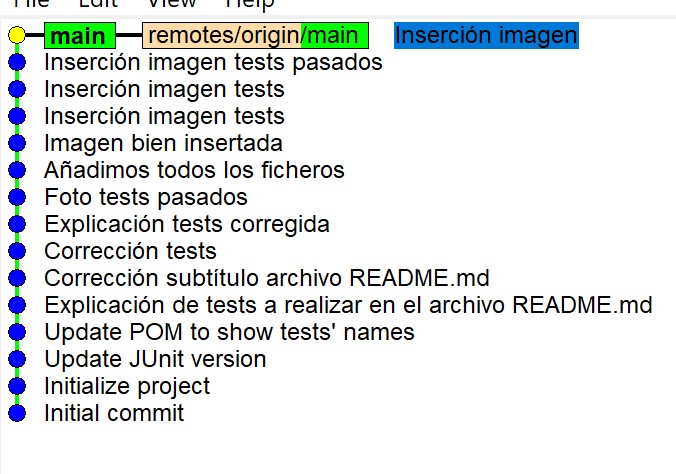 File Edit View Help
main remotes/origin/main Inserción imagen
Inserción imagen tests pasados
Inserción imagen tests
Inserción imagen tests
Imagen bien insertada
Añadimos todos los ficheros
Foto tests pasados
Explicación tests corregida
Corrección tests
Corrección subtítulo archivo README.md
Explicación de tests a realizar en el archivo README.md
Update POM to show tests' names
Update JUnit version
Initialize project
Initial commit